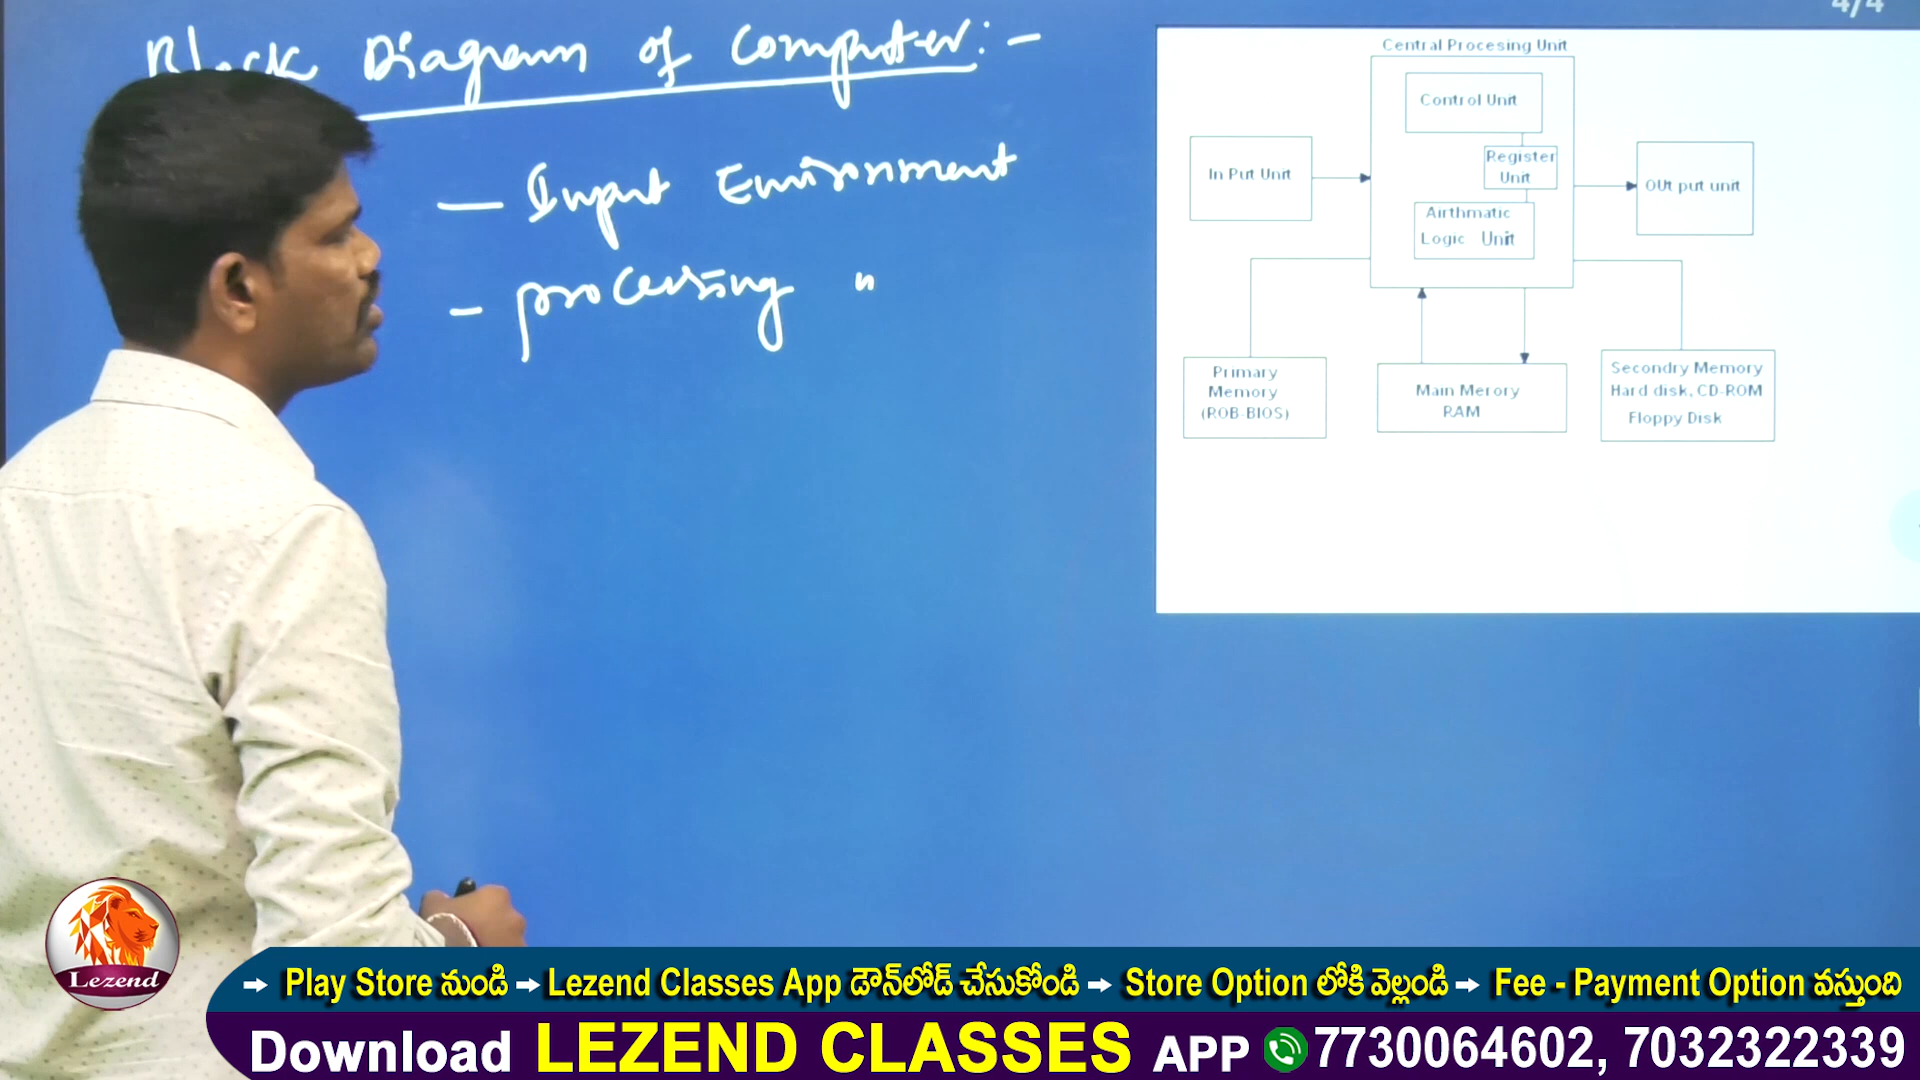 4/4
Block Diagram of Computer:-
— Input Environment
- processing "
Central Procesing Unit
Control Unit
Register
Unit
Airthmatic
Logic Unit
In Put Unit
OUt put unit
Primary
Memory
(ROB-BIOS)
Main Merory
RAM
Secondry Memory
Hard disk, CD-ROM
Floppy Disk
Lezend
→ Play Store నుండి → Lezend Classes App డౌన్‌లోడ్ చేసుకోండి → Store Option లోకి వెల్లండి → Fee - Payment Option వస్తుంది
Download LEZEND CLASSES APP 7730064602, 7032322339